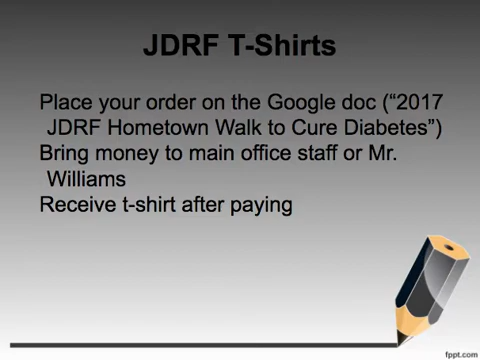 JDRF T-Shirts
Place your order on the Google doc (“2017
JDRF Hometown Walk to Cure Diabetes”)
Bring money to main office staff or Mr.
Williams
Receive t-shirt after paying
fppt.com